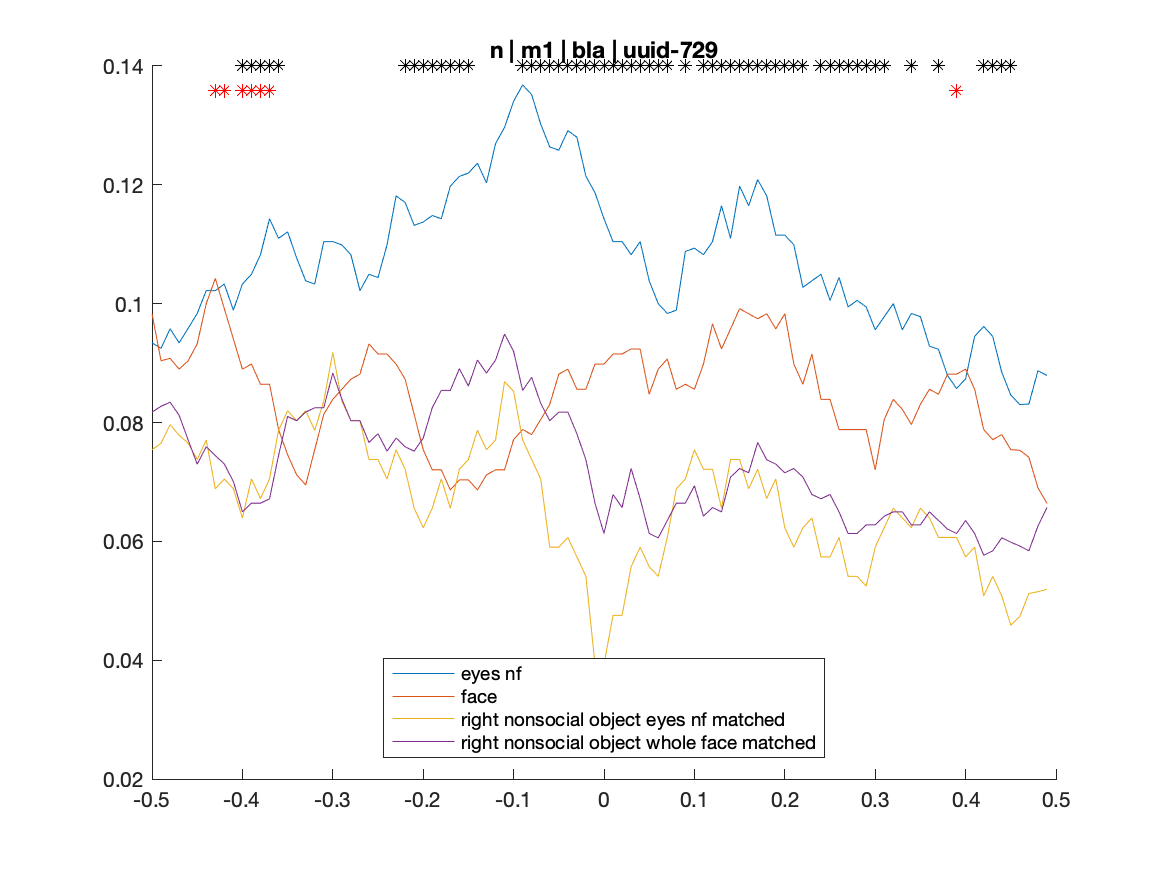 n | m1 | bla | uuid-729
0.14
0.12
0.1
0.08
0.06
0.04
0.02
eyes nf
face
right nonsocial object eyes nf matched
right nonsocial object whole face matched
-0.5 -0.4 -0.3 -0.2 -0.1 0 0.1 0.2 0.3 0.4 0.5